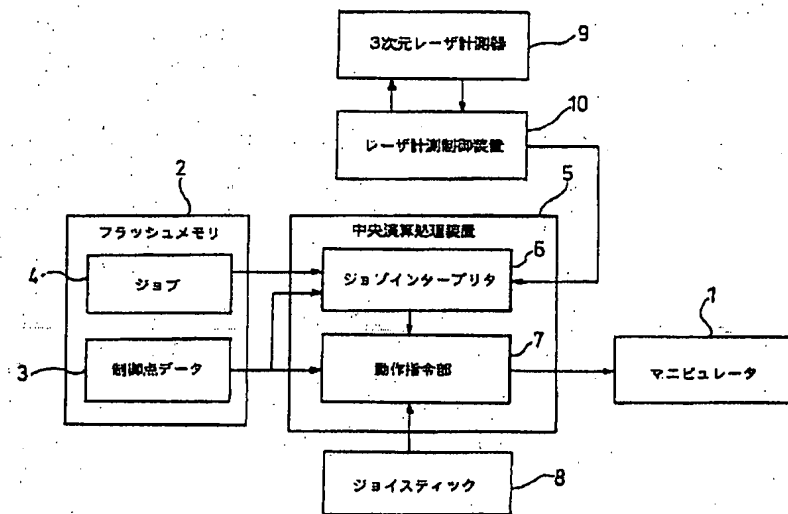 3次元レーザ計測器
9
レーザ計測制御装置
10
2
フラッシュメモリ
4
ジョブ
3
制御点データ
5
中央演算処理装置
6
ジョブインタープリタ
7
動作指令部
1
マニピュレータ
ジョイスティック
8